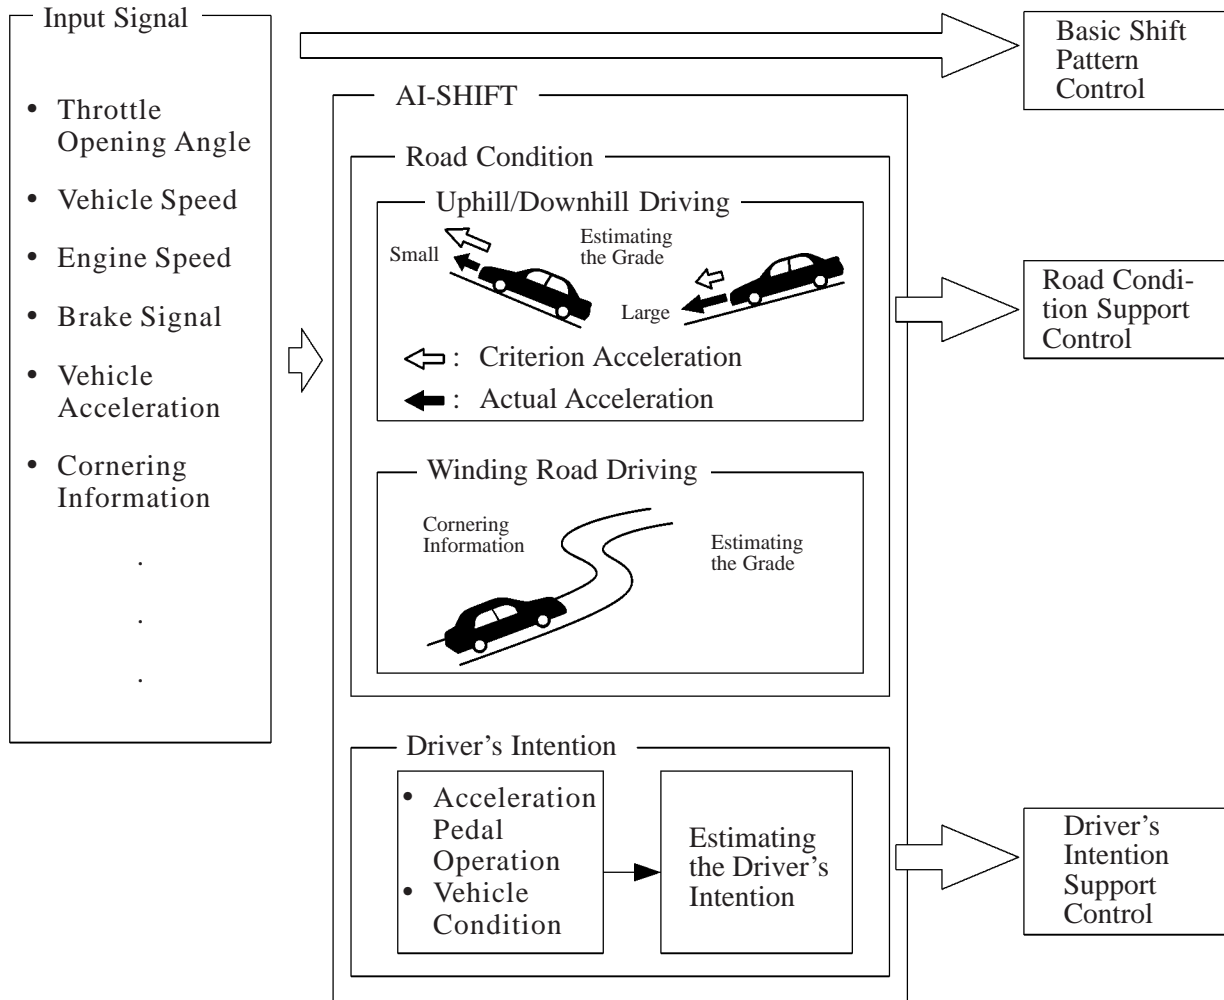 Input Signal
• Throttle
Opening Angle
• Vehicle Speed
• Engine Speed
• Brake Signal
• Vehicle
Acceleration
• Cornering
Information
.
.
.
Basic Shift
Pattern
Control
AI-SHIFT
Road Condition
Uphill/Downhill Driving
Small
Estimating
the Grade
Large
: Criterion Acceleration
: Actual Acceleration
Road Condi-
tion Support
Control
Winding Road Driving
Cornering
Information
Estimating
the Grade
Driver's Intention
• Acceleration
Pedal
Operation
• Vehicle
Condition
Estimating
the Driver's
Intention
Driver's
Intention
Support
Control